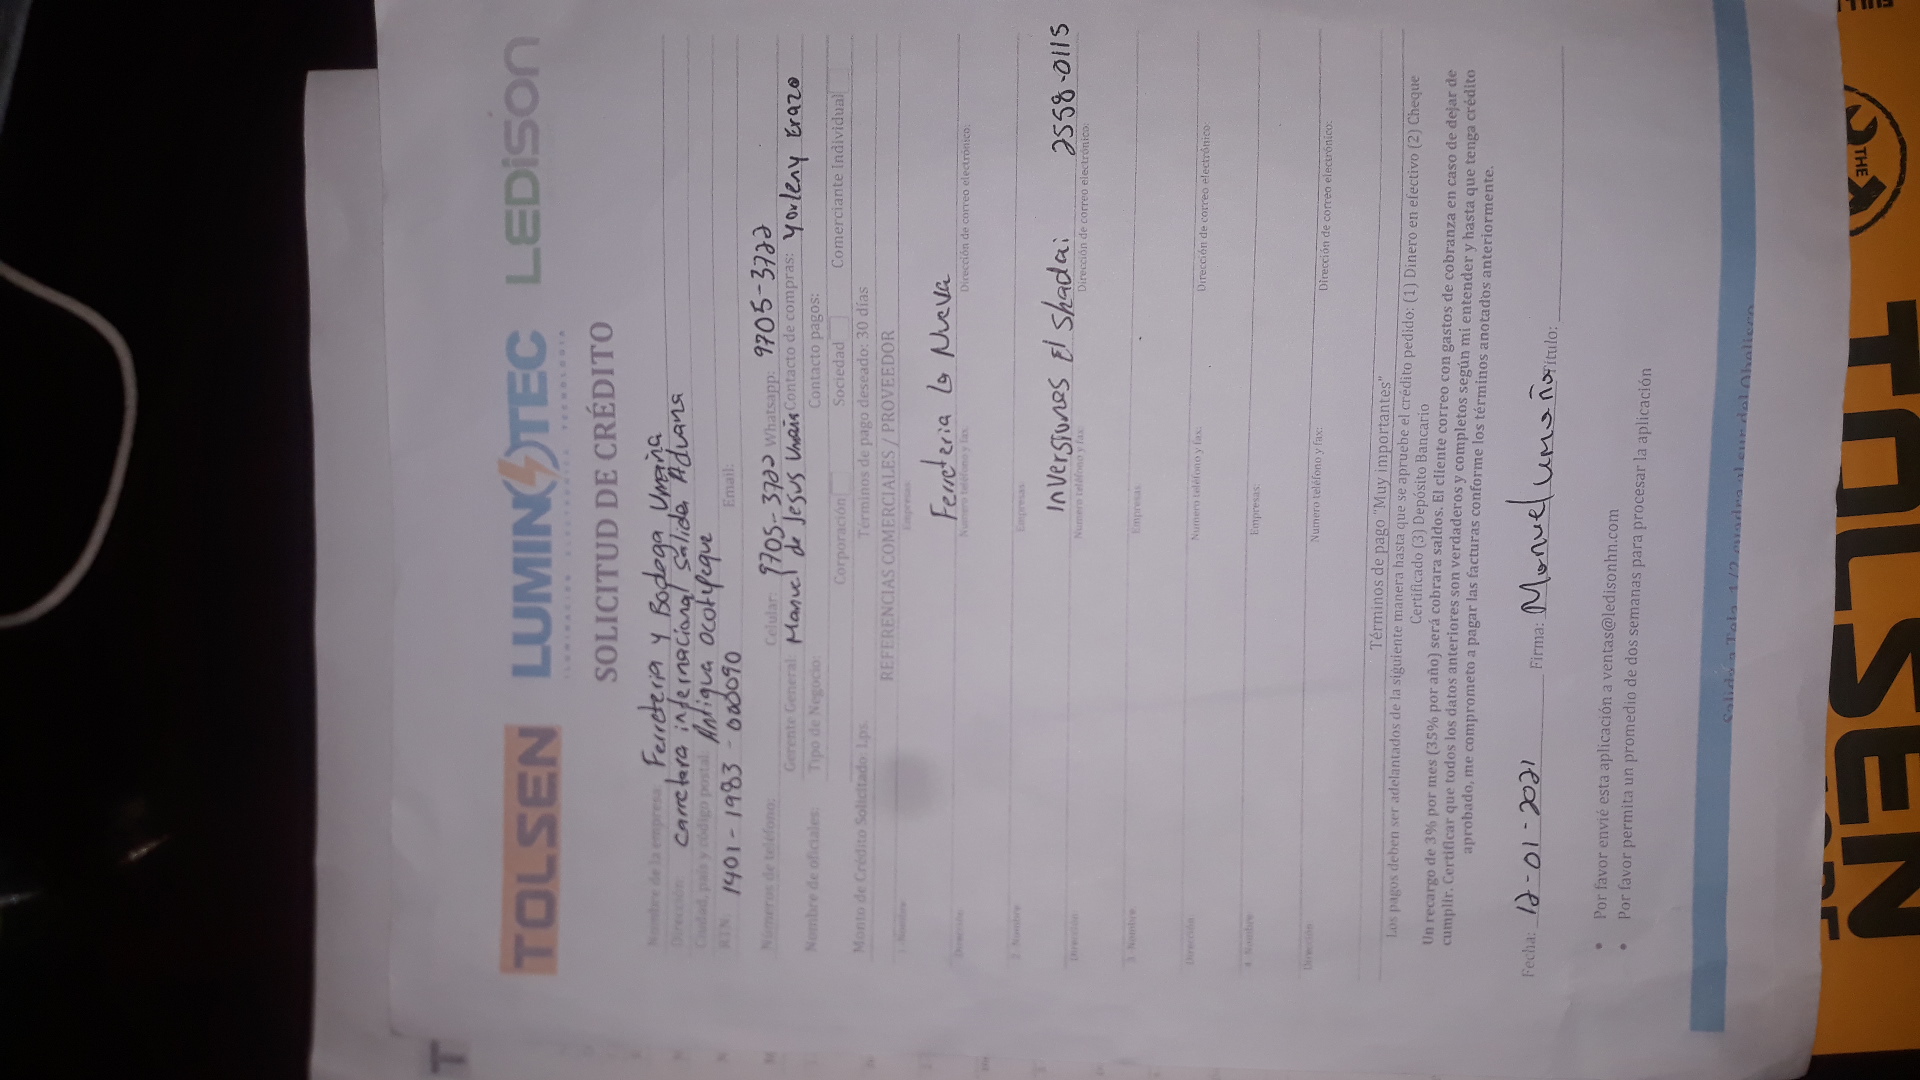 T
TOLSEN LUMINOTEC LEDiSON
ILUMINACION ELECTRONICA TECNOLOGIA
SOLICITUD DE CRÉDITO
Nombre de la empresa: Ferreteria y Bodega Umaña
Dirección: Carretara internacional Salida Aduana
Ciudad, país y código postal: Antigua Ocotepeque
RTN: 1401-1983-000090 Email:
Números de teléfono: Celular: 9705-3722 Whatsapp: 9705-3722
Gerente General: Manuel de Jesus Umaña Contacto de compras: Yorleny Erazo
Nombre de oficiales: Tipo de Negocio: Contacto pagos:
Corporación Sociedad Comerciante Individual
Monto de Crédito Solicitado: Lps. Términos de pago deseado: 30 días
REFERENCIAS COMERCIALES / PROVEEDOR
1 Nombre Empresas
Ferreteria La Nueva
Dirección Numero teléfono y fax. Dirección de correo electrónico:
2 Nombre Empresas
Inversiones El Shadai 2558-0115
Dirección Numero teléfono y fax: Dirección de correo electrónico:
3 Nombre: Empresas
Dirección: Numero teléfono y fax: Dirección de correo electrónico:
4 Nombre Empresas:
Dirección Numero teléfono y fax: Dirección de correo electrónico:
Términos de pago "Muy importantes"
Los pagos deben ser adelantados de la siguiente manera hasta que se apruebe el crédito pedido: (1) Dinero en efectivo (2) Cheque
Certificado (3) Depósito Bancario
Un recargo de 3% por mes (35% por año) será cobrara saldos. El cliente correo con gastos de cobranza en caso de dejar de
cumplir. Certificar que todos los datos anteriores son verdaderos y completos según mi entender y hasta que tenga crédito
aprobado, me comprometo a pagar las facturas conforme los términos anotados anteriormente.
Fecha: 12-01-2021 Firma: Manuel Umaña Titulo:
• Por favor envié esta aplicación a ventas@ledisonhn.com
• Por favor permita un promedio de dos semanas para procesar la aplicación
Salida a Tela, 1/2 cuadra al sur del Obelisco
TOLSEN
THE